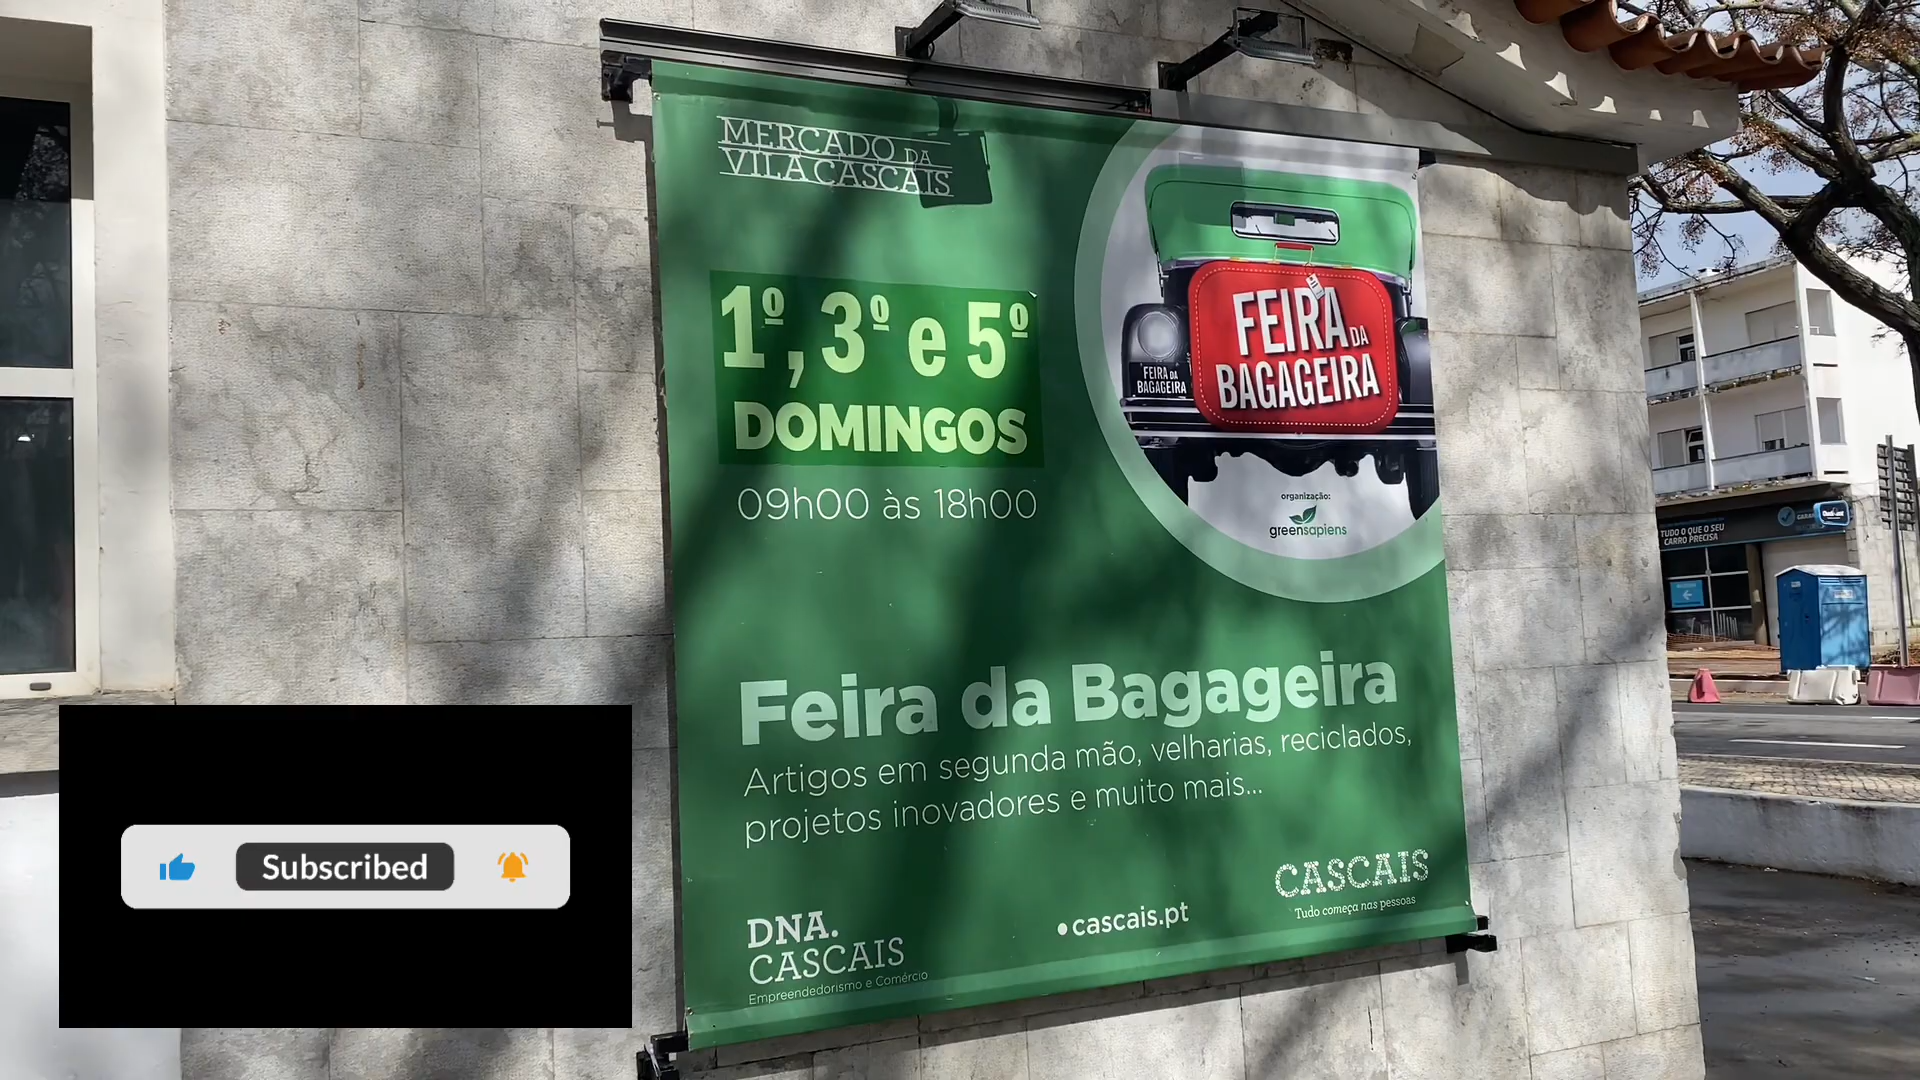 MERCADO DA
VILA CASCAIS
1º, 3º e 5º
DOMINGOS
09h00 às 18h00
FEIRA DA
BAGAGEIRA
FEIRA DA
BAGAGEIRA
organização:
greensapiens
Feira da Bagageira
Artigos em segunda mão, velharias, reciclados,
projetos inovadores e muito mais...
DNA.
CASCAIS
Empreendedorismo e Comércio
•cascais.pt
CASCAIS
Tudo começa nas pessoas
TUDO O QUE O SEU
CARRO PRECISA
Subscribed